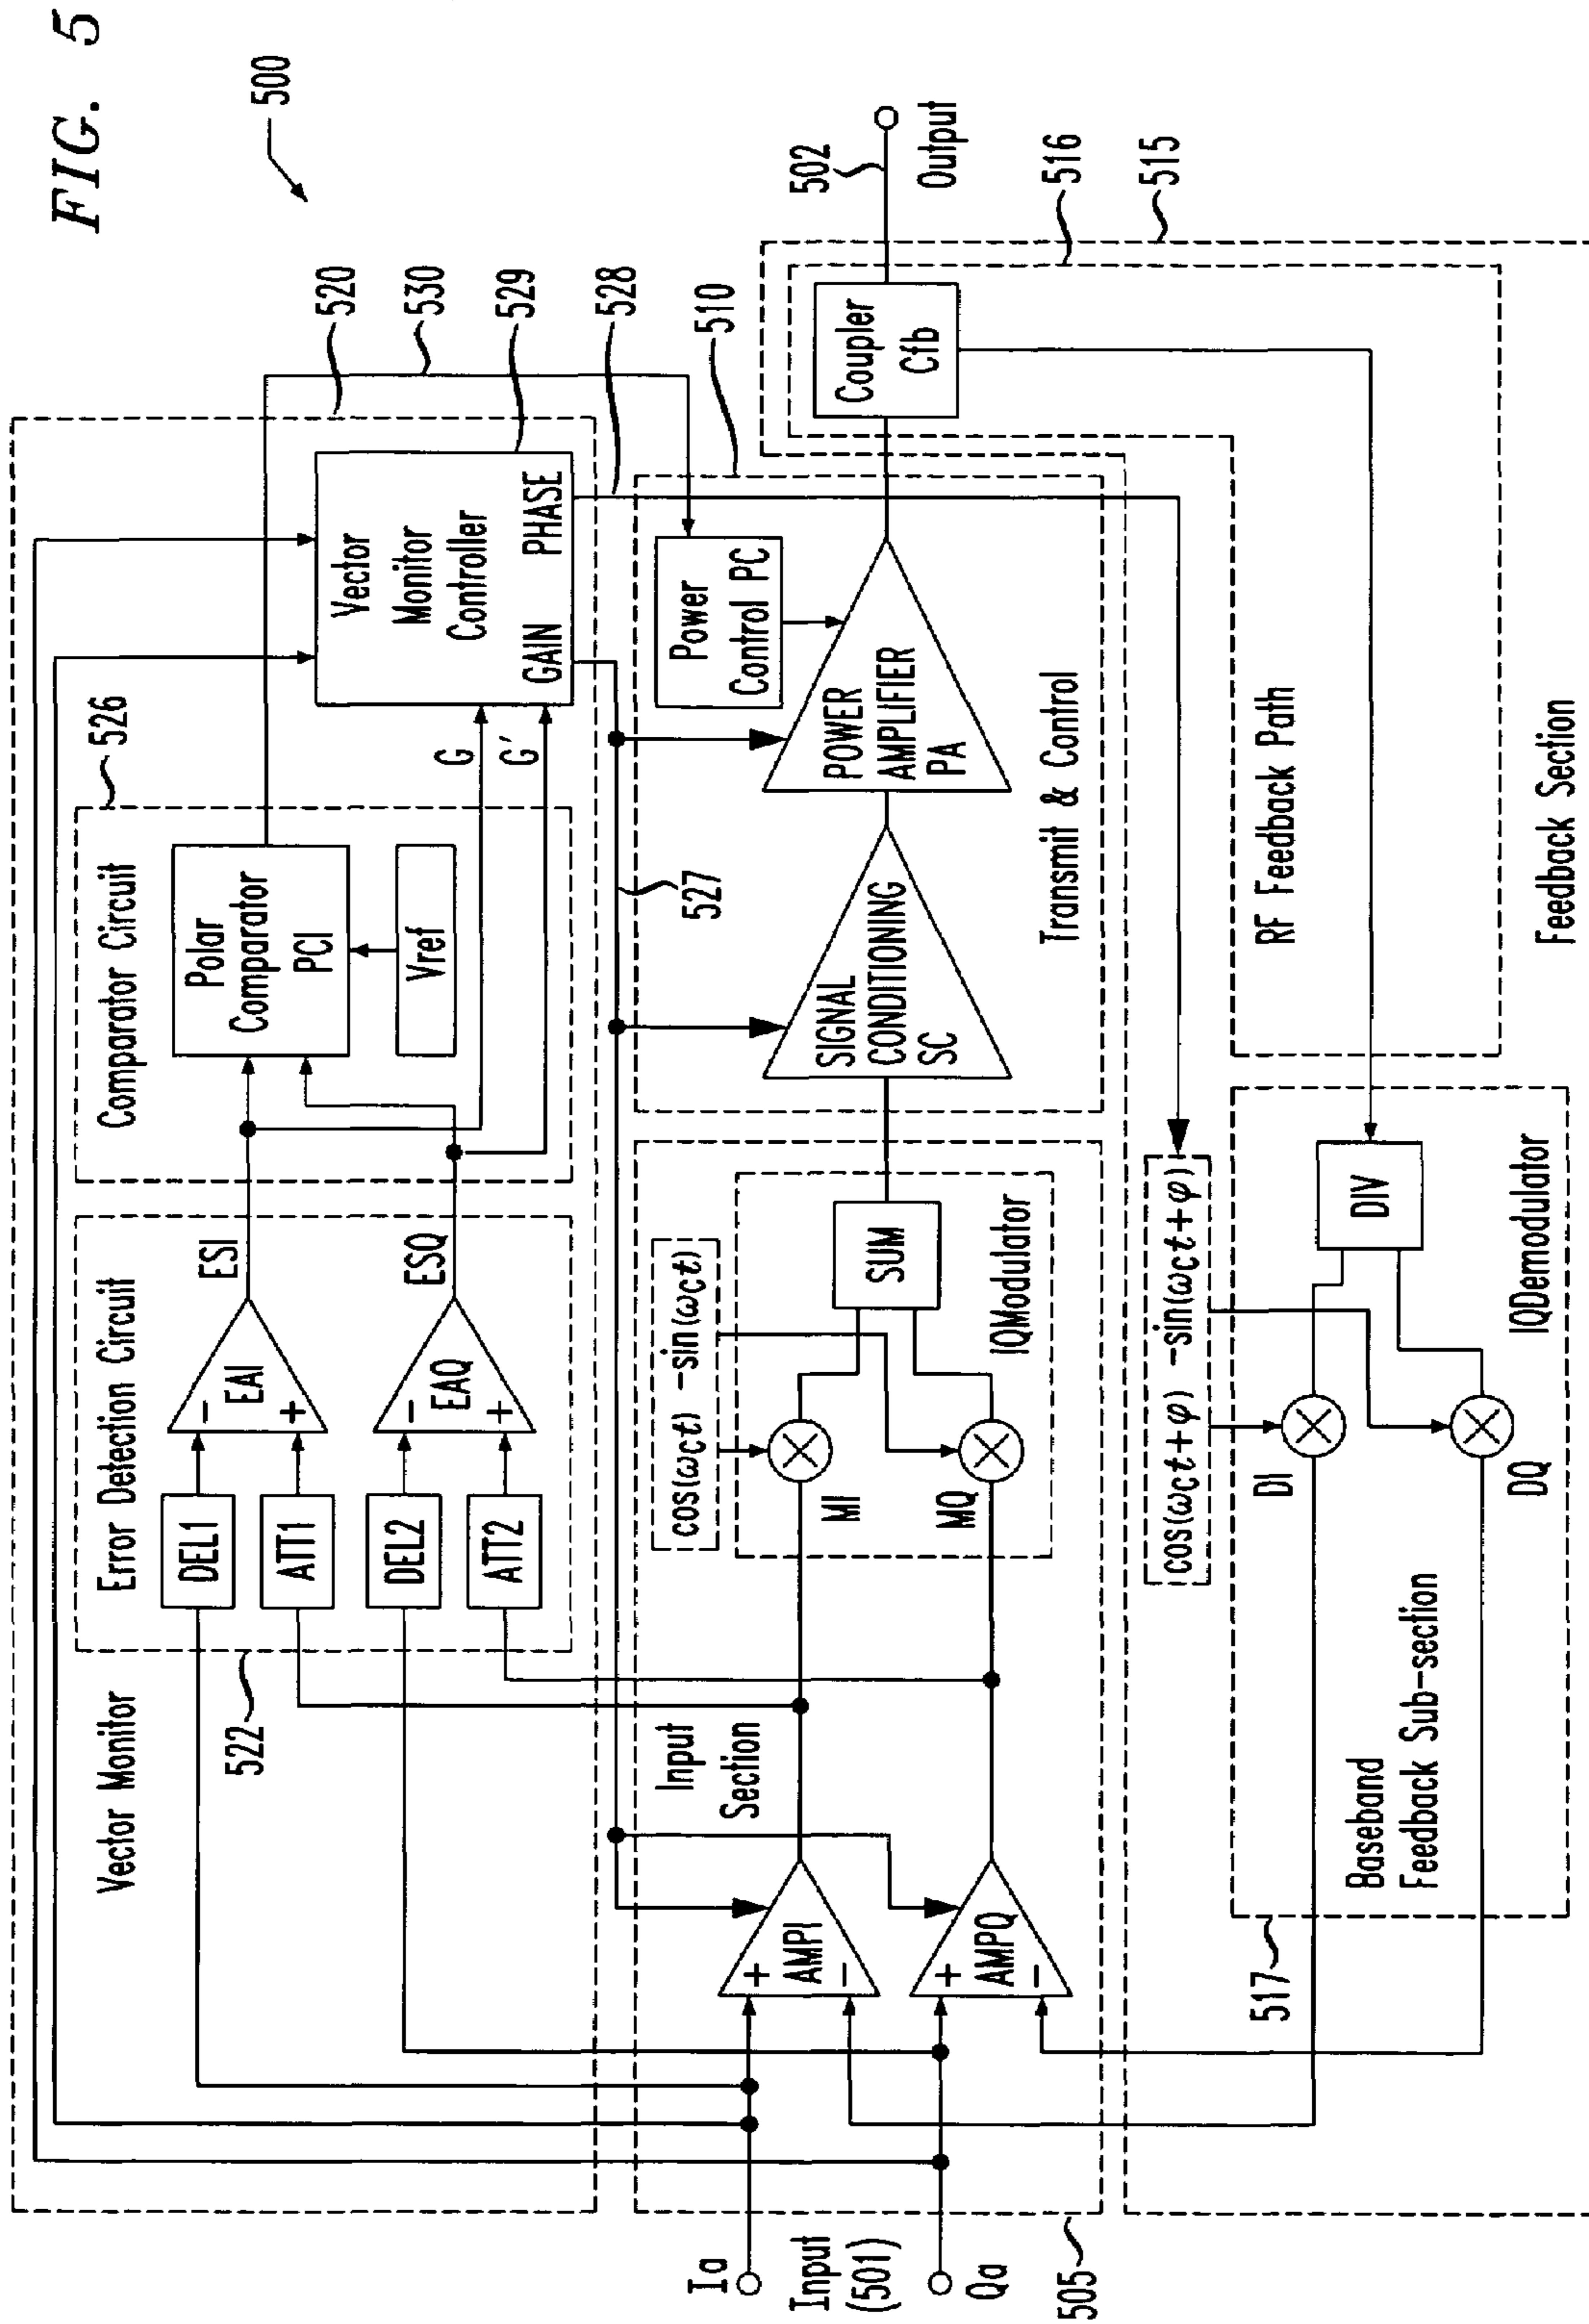 FIG. 5
500
520
530
529
528
510
502
Output
516
515
526
Vector Monitor
Error Detection Circuit
Comparator Circuit
522
DEL1
ATT1
DEL2
ATT2
EAI
- +
EAQ
- +
ESI
ESQ
Polar
Comparator
PCI
Vref
G
G'
Vector
Monitor
Controller
GAIN PHASE
527
Input
Section
Ia
Input
(501)
Qa
505
+
AMPI
-
+
AMPQ
-
cos(ωct) -sin(ωct)
MI
MQ
SUM
IQModulator
SIGNAL
CONDITIONING
SC
POWER
AMPLIFIER
PA
Power
Control PC
Transmit & Control
Coupler
Cfb
RF Feedback Path
Feedback Section
cos(ωct+φ) -sin(ωct+φ)
DI
DQ
DIV
IQDemodulator
Baseband
Feedback Sub-section
517